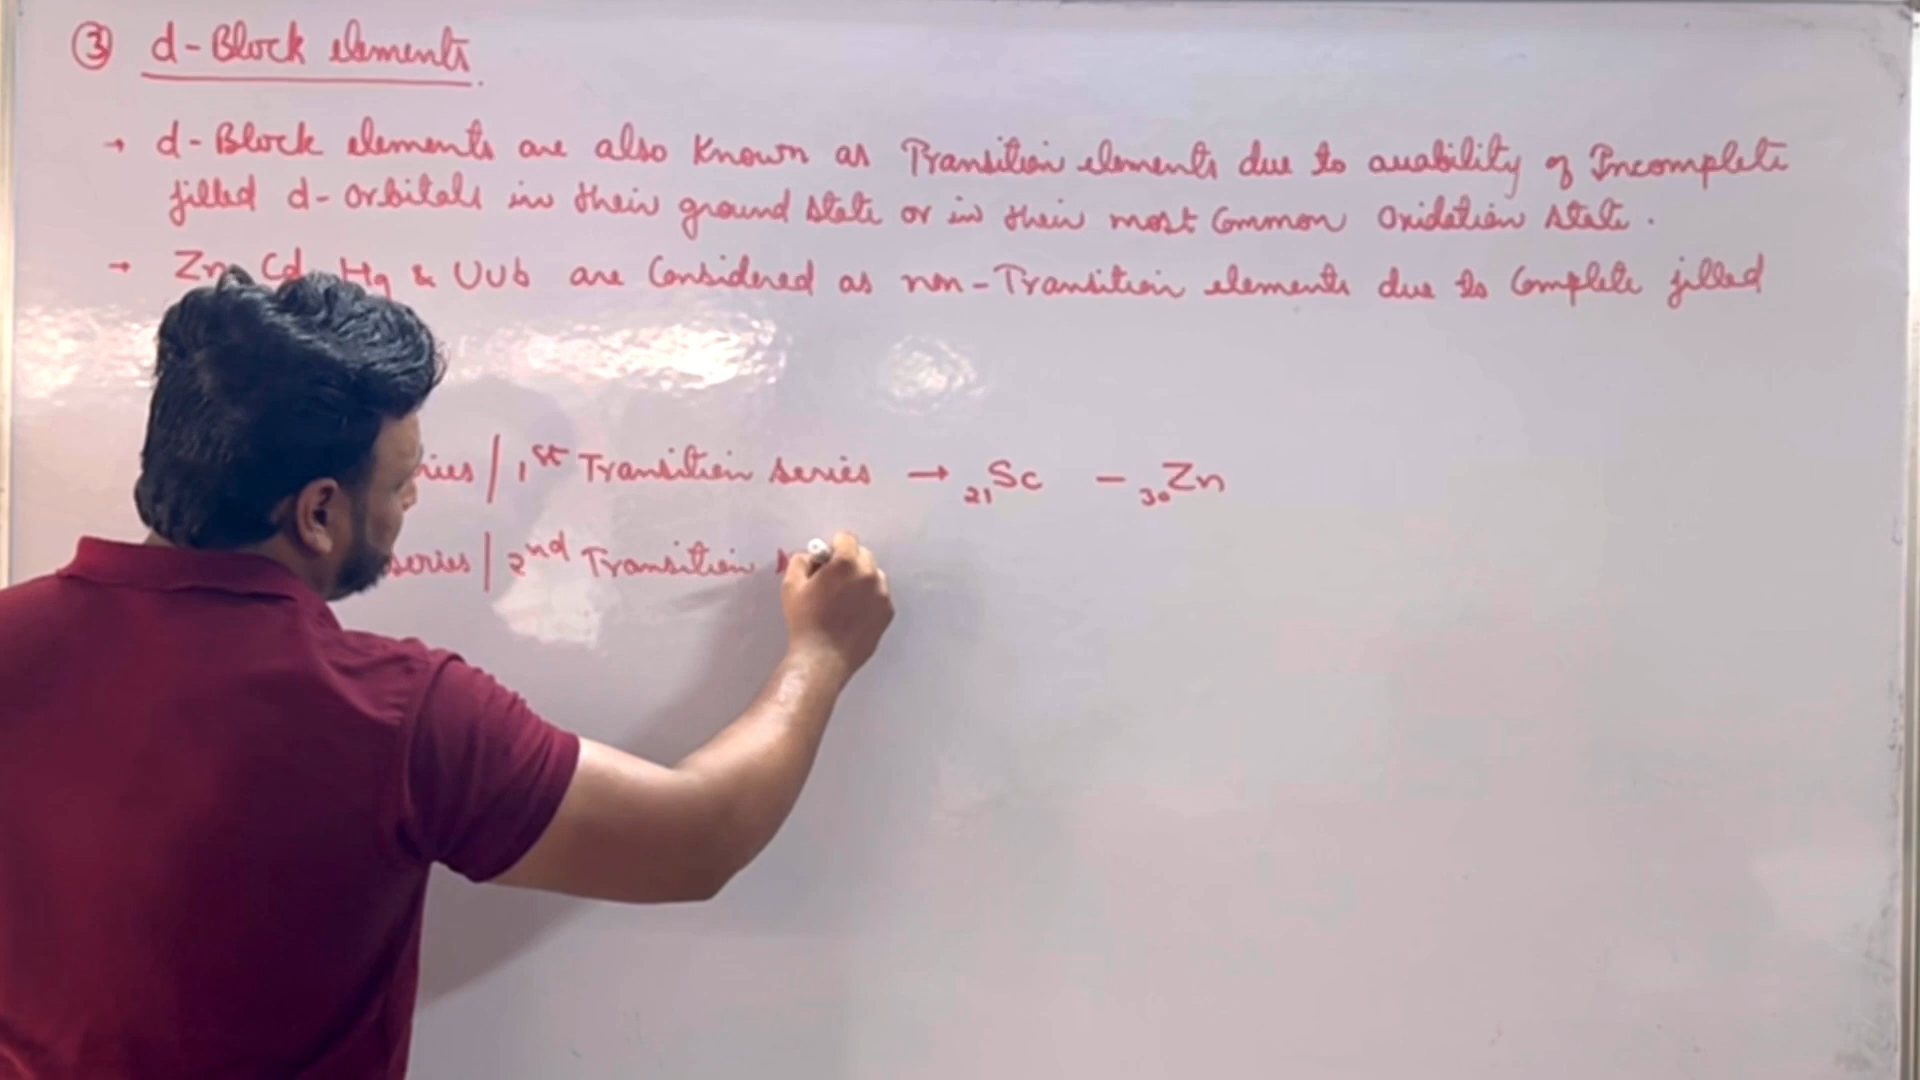 ③ d-Block elements
→ d-Block elements are also known as Transition elements due to auability of Incomplete
filled d-orbitals in their ground state or in their most Common Oxidation state.
→ Zn Cd Hg & Uub are Considered as non-Transition elements due to Complete filled
/ 1st Transition series → 21Sc - 30Zn
series | 2nd Transition